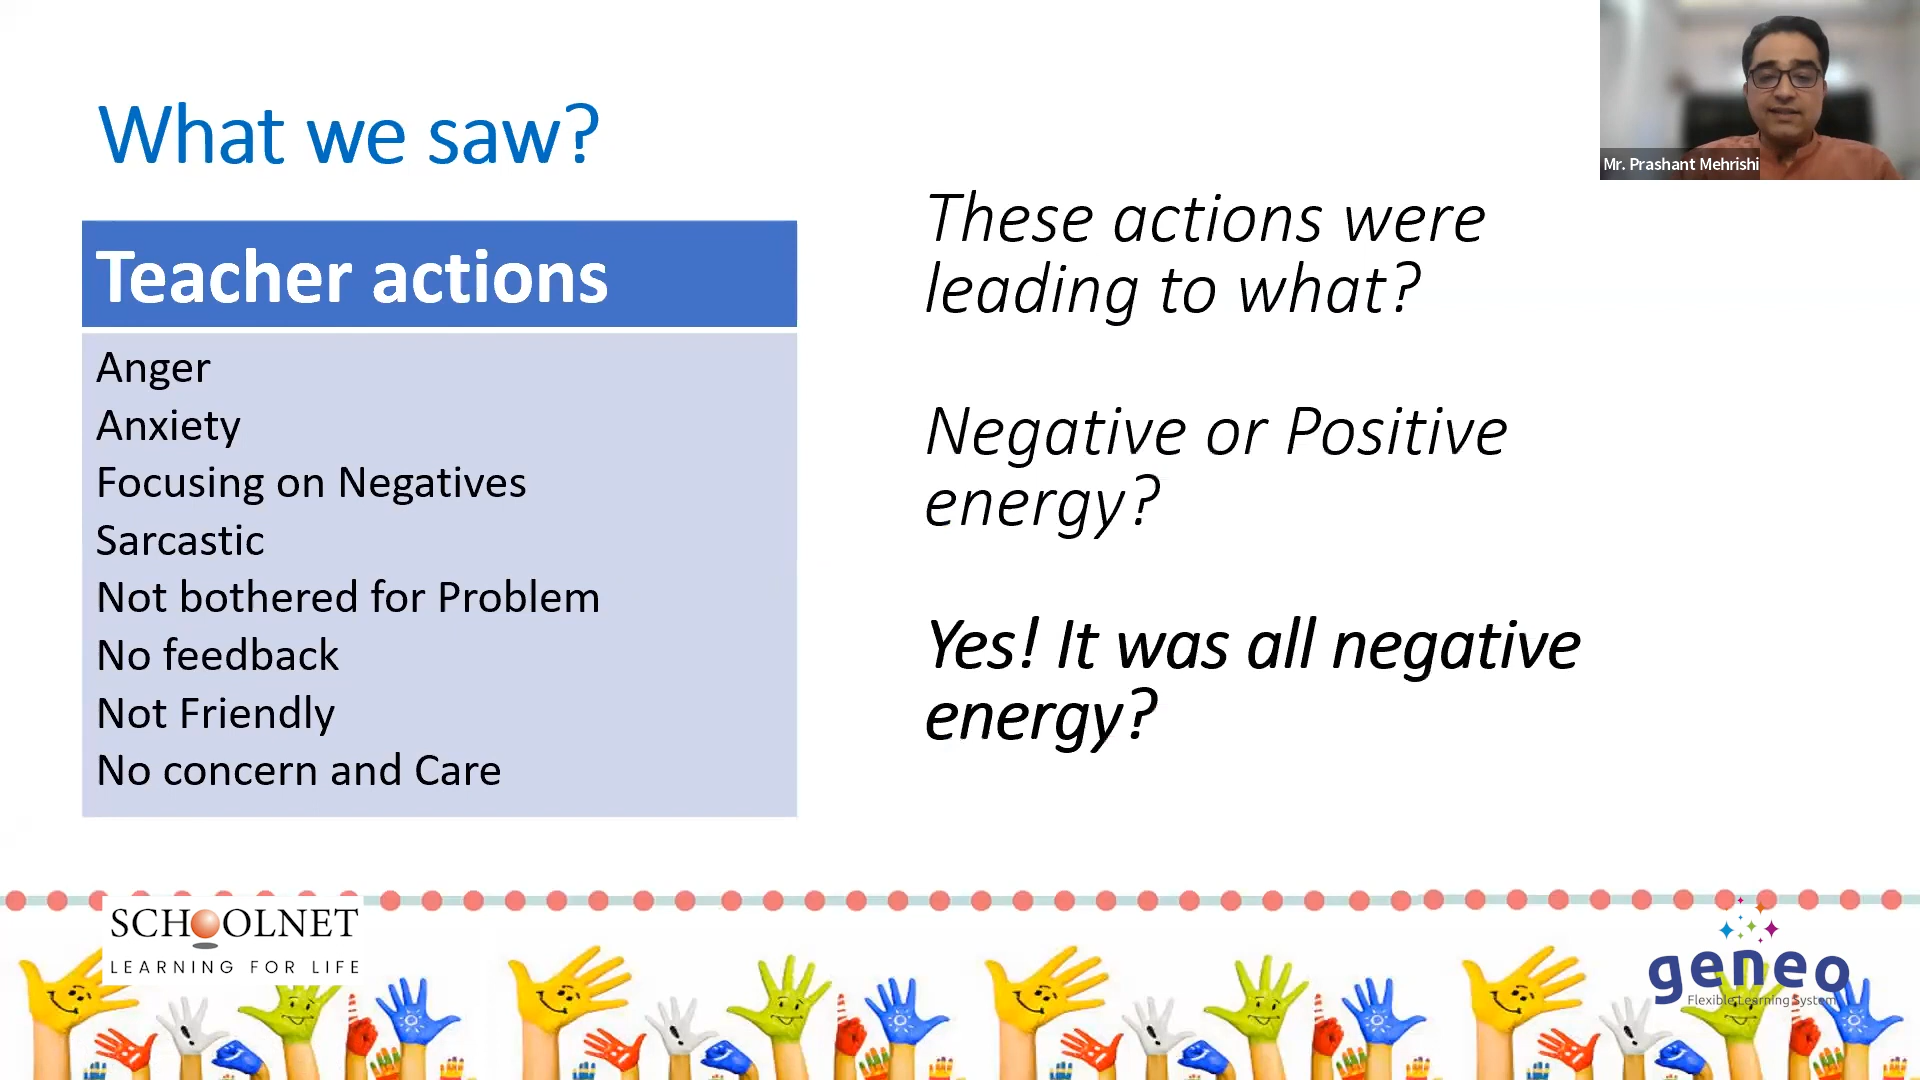 What we saw?
Mr. Prashant Mehrishi
Teacher actions
Anger
Anxiety
Focusing on Negatives
Sarcastic
Not bothered for Problem
No feedback
Not Friendly
No concern and Care
These actions were
leading to what?
Negative or Positive
energy?
Yes! It was all negative
energy?
SCHOOLNET
LEARNING FOR LIFE
geneo
Flexible Learning System